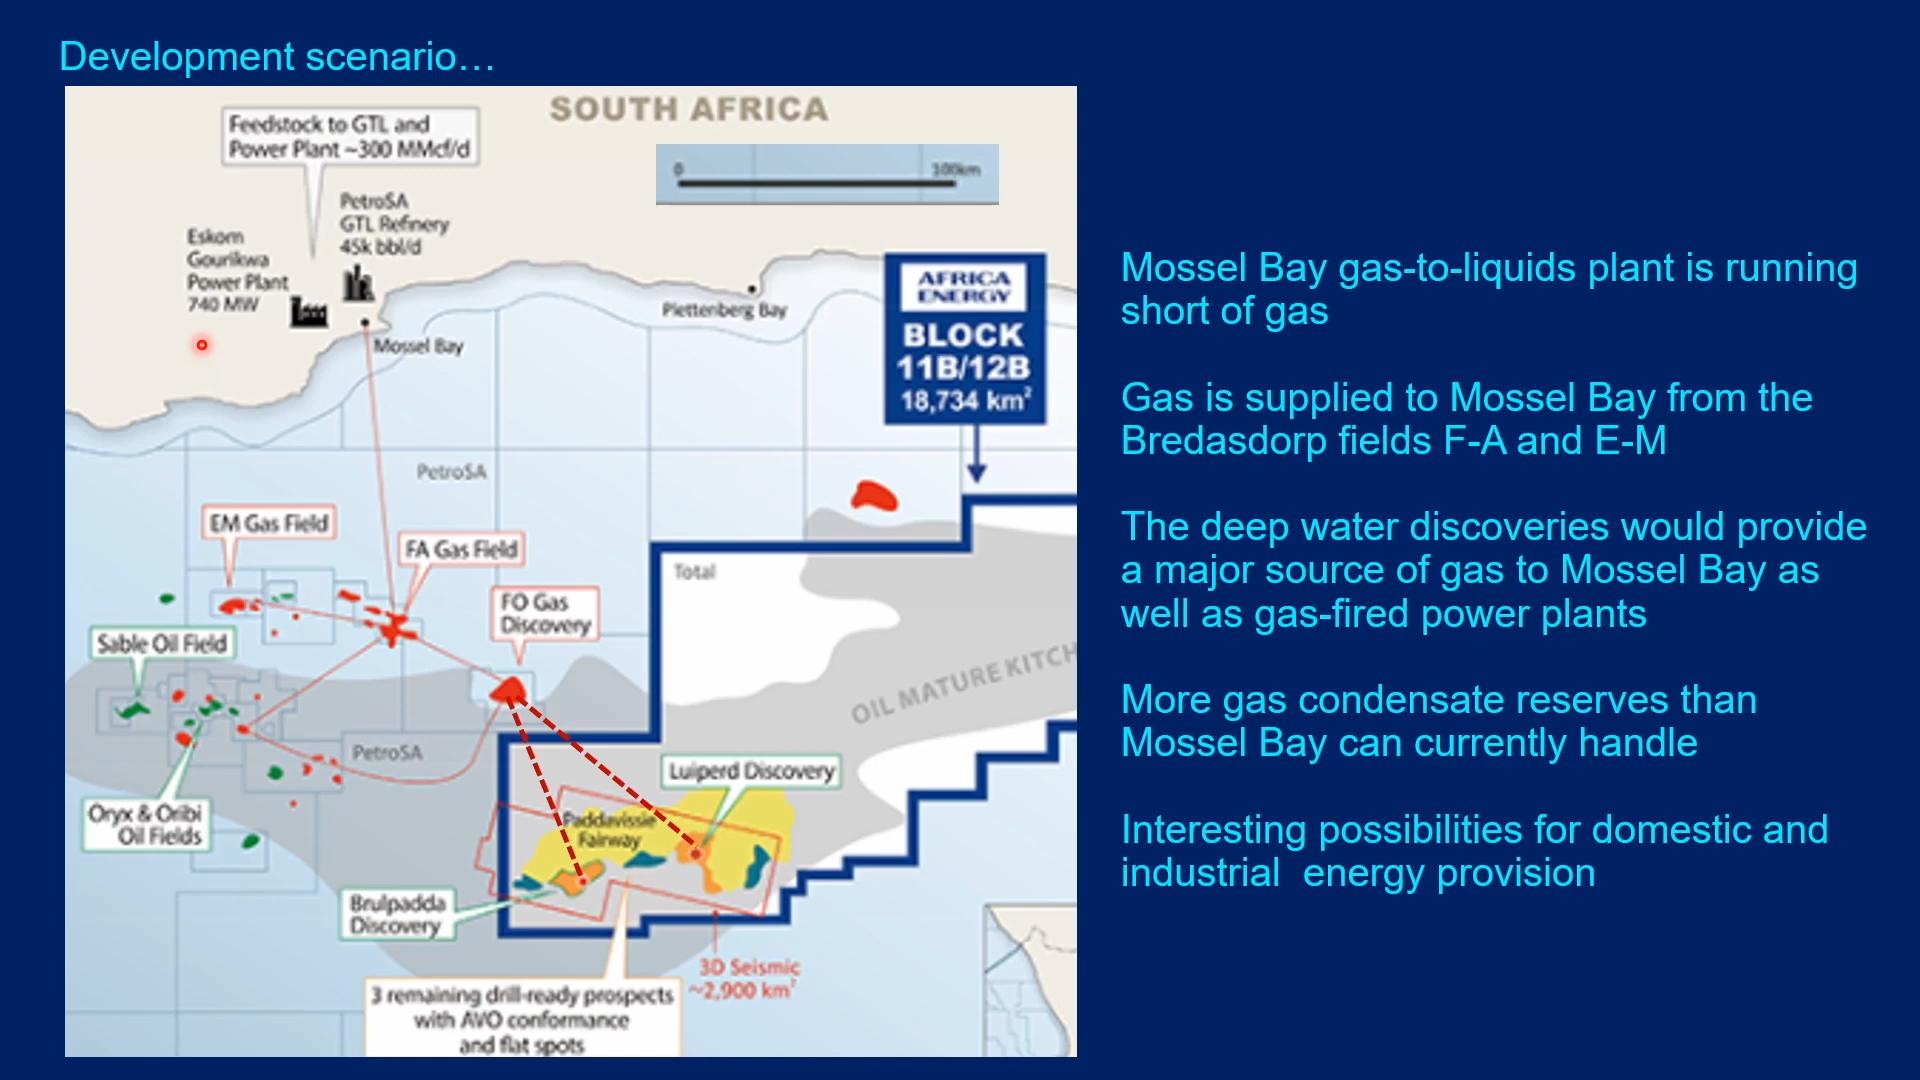 Development scenario…
SOUTH AFRICA
Feedstock to GTL and
Power Plant ~300 MMcf/d
0 100km
PetroSA
GTL Refinery
45k bbl/d
Eskom
Gourikwa
Power Plant
740 MW
Mossel Bay
Plettenberg Bay
AFRICA
ENERGY
BLOCK
11B/12B
18,734 km²
PetroSA
EM Gas Field
FA Gas Field
Total
FO Gas
Discovery
Sable Oil Field
OIL MATURE KITCH
PetroSA
Luiperd Discovery
Oryx & Oribi
Oil Fields
Paddavissie
Fairway
Brulpadda
Discovery
3D Seismic
~2,900 km²
3 remaining drill-ready prospects
with AVO conformance
and flat spots
Mossel Bay gas-to-liquids plant is running
short of gas
Gas is supplied to Mossel Bay from the
Bredasdorp fields F-A and E-M
The deep water discoveries would provide
a major source of gas to Mossel Bay as
well as gas-fired power plants
More gas condensate reserves than
Mossel Bay can currently handle
Interesting possibilities for domestic and
industrial  energy provision